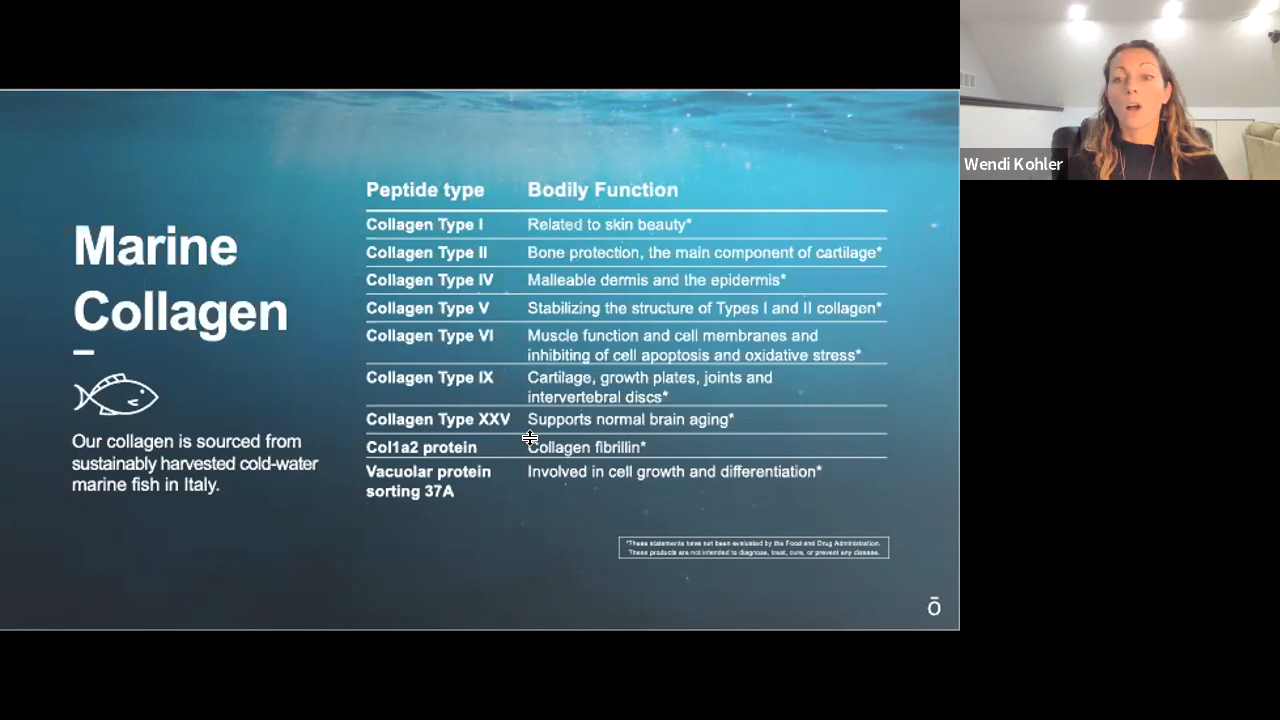 Wendi Kohler
Marine
Collagen
Our collagen is sourced from
sustainably harvested cold-water
marine fish in Italy.
Peptide type Bodily Function
Collagen Type I Related to skin beauty*
Collagen Type II Bone protection, the main component of cartilage*
Collagen Type IV Malleable dermis and the epidermis*
Collagen Type V Stabilizing the structure of Types I and II collagen*
Collagen Type VI Muscle function and cell membranes and
inhibiting of cell apoptosis and oxidative stress*
Collagen Type IX Cartilage, growth plates, joints and
intervertebral discs*
Collagen Type XXV Supports normal brain aging*
Col1a2 protein Collagen fibrillin*
Vacuolar protein Involved in cell growth and differentiation*
sorting 37A
*These statements have not been evaluated by the Food and Drug Administration.
These products are not intended to diagnose, treat, cure, or prevent any disease.
ō